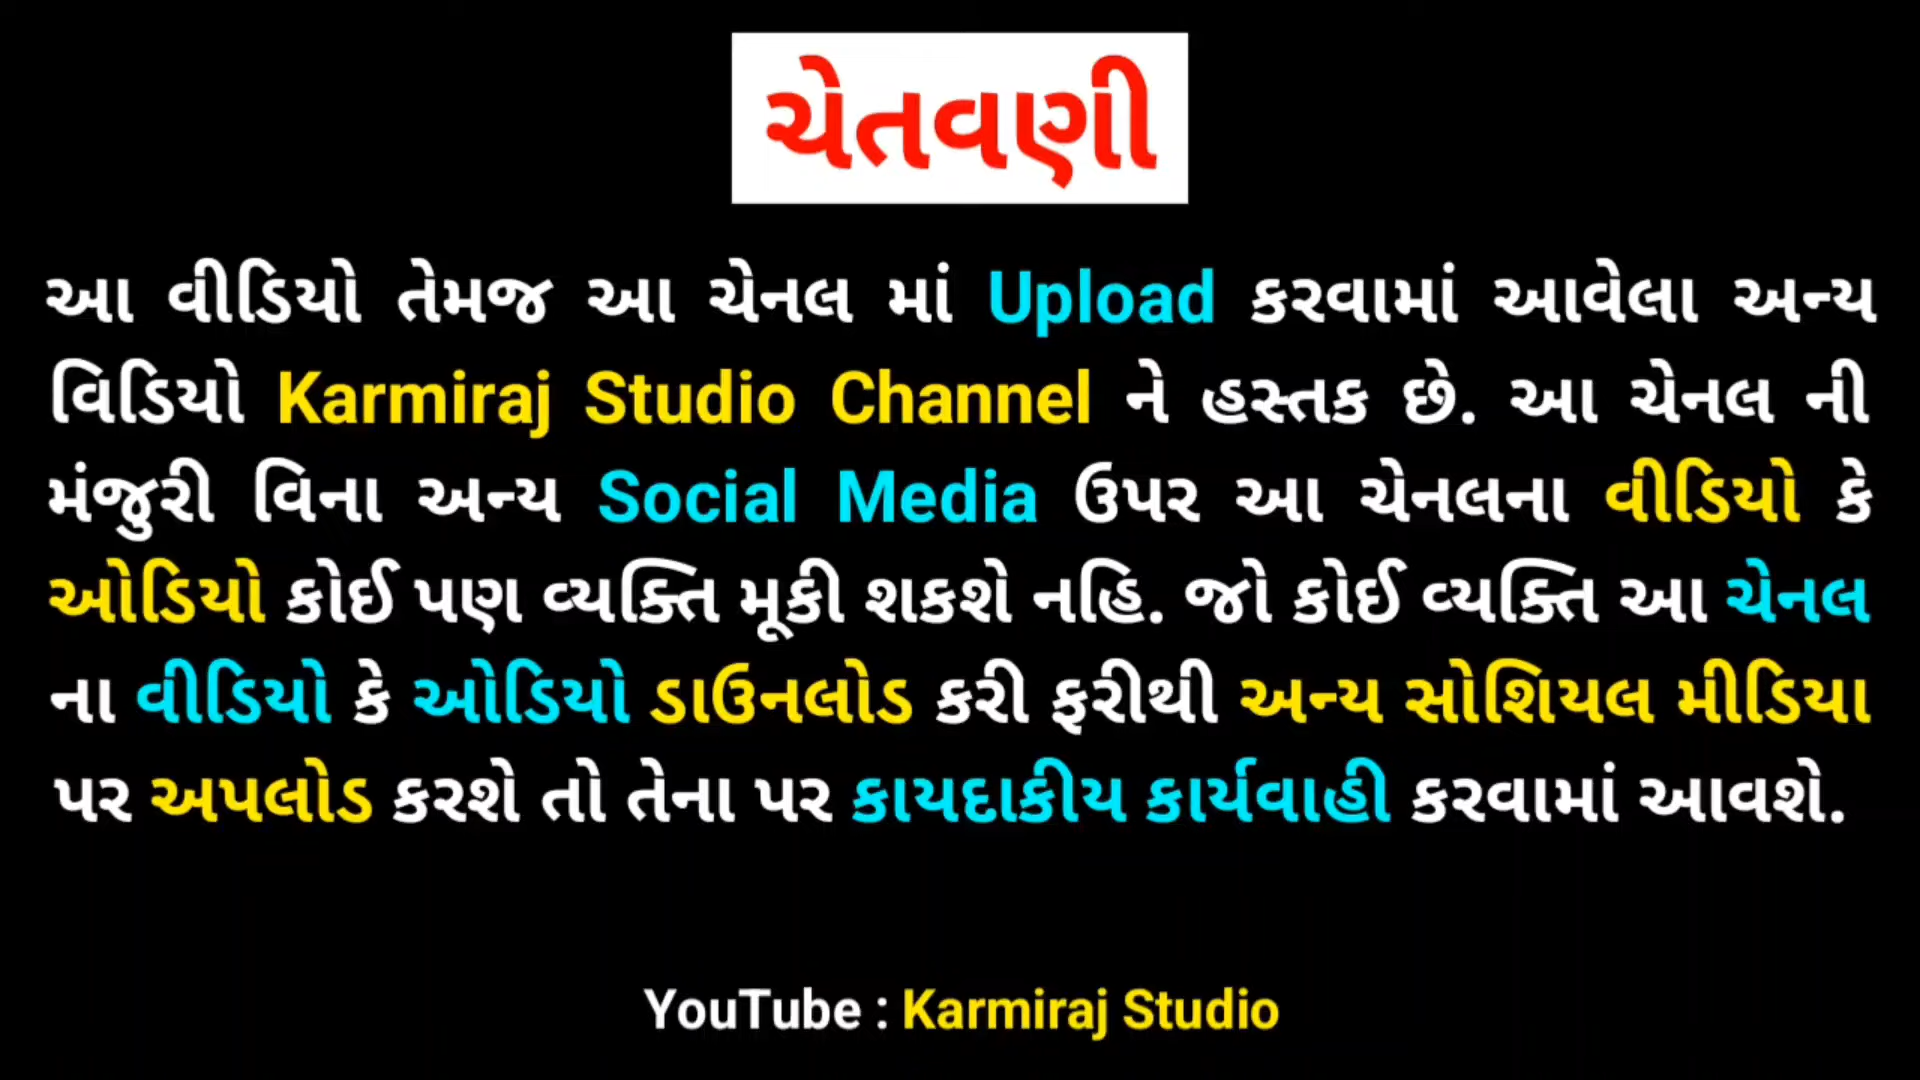 ચેતવણી
આ વીડિયો તેમજ આ ચેનલ માં Upload કરવામાં આવેલા અન્ય
વિડિયો Karmiraj Studio Channel ને હસ્તક છે. આ ચેનલ ની
મંજુરી વિના અન્ય Social Media ઉપર આ ચેનલના વીડિયો કે
ઓડિયો કોઈ પણ વ્યક્તિ મૂકી શકશે નહિ. જો કોઈ વ્યક્તિ આ ચેનલ
ના વીડિયો કે ઓડિયો ડાઉનલોડ કરી ફરીથી અન્ય સોશિયલ મીડિયા
પર અપલોડ કરશે તો તેના પર કાયદાકીય કાર્યવાહી કરવામાં આવશે.
YouTube : Karmiraj Studio